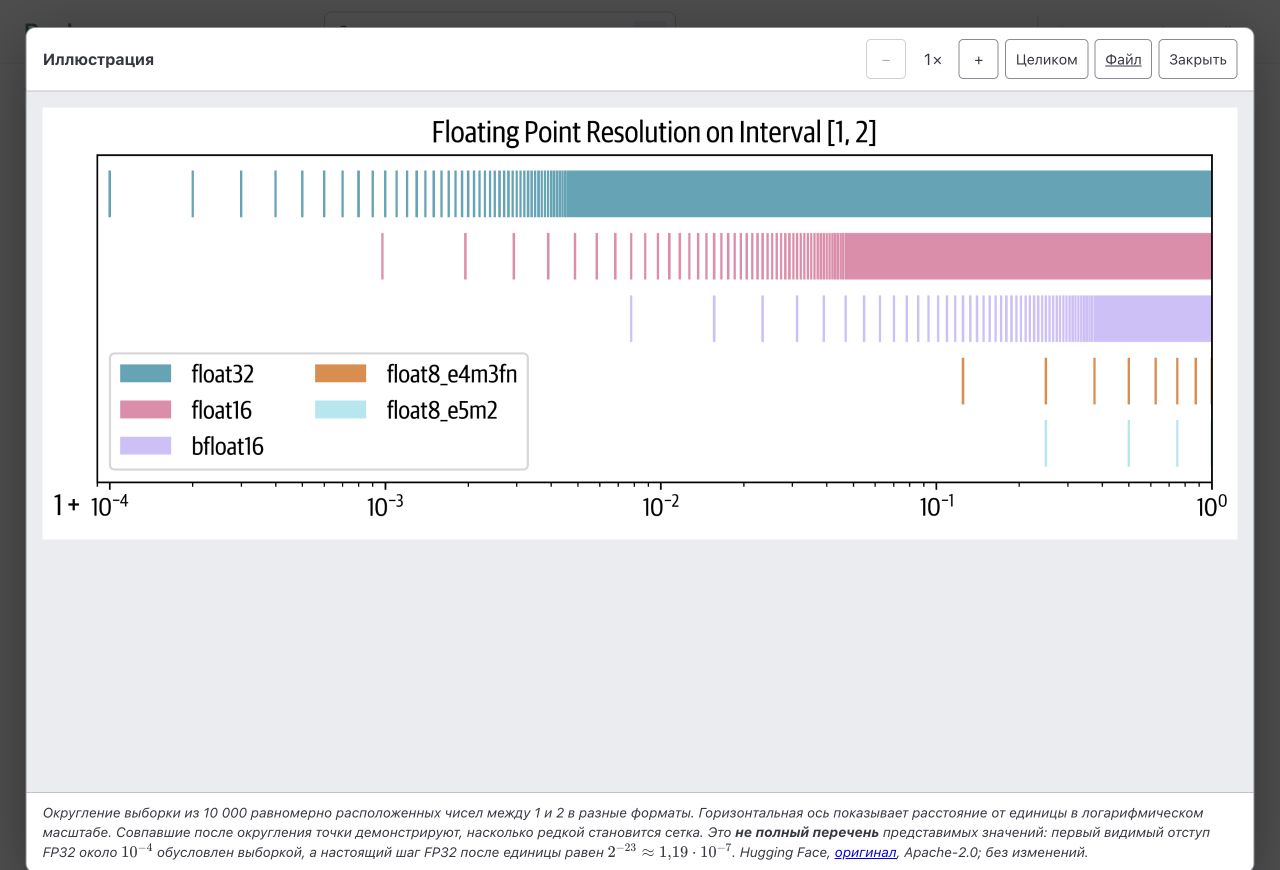 Иллюстрация
−
1×
+
Целиком
Файл
Закрыть
Floating Point Resolution on Interval [1, 2]
float32
float8_e4m3fn
float16
float8_e5m2
bfloat16
1 + 10⁻⁴ 10⁻³ 10⁻² 10⁻¹ 10⁰
Округление выборки из 10 000 равномерно расположенных чисел между 1 и 2 в разные форматы. Горизонтальная ось показывает расстояние от единицы в логарифмическом
масштабе. Совпавшие после округления точки демонстрируют, насколько редкой становится сетка. Это не полный перечень представимых значений: первый видимый отступ
FP32 около 10⁻⁴ обусловлен выборкой, а настоящий шаг FP32 после единицы равен 2⁻²³ ≈ 1,19 · 10⁻⁷. Hugging Face, оригинал, Apache-2.0; без изменений.